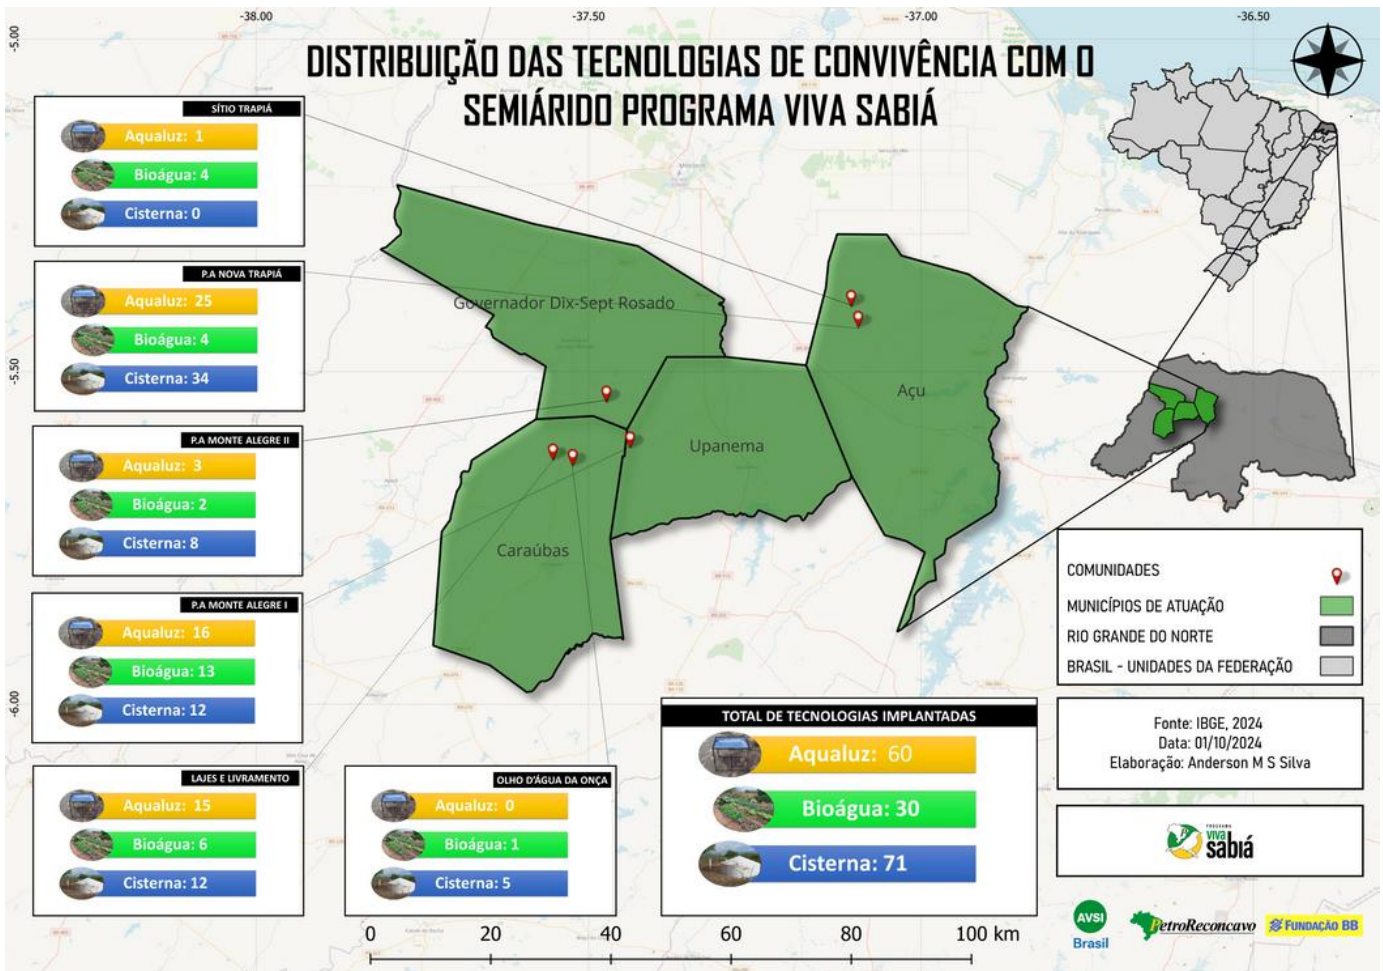 -38.00
-37.50
-37.00
-36.50
-5.00
-5.50
-6.00
DISTRIBUIÇÃO DAS TECNOLOGIAS DE CONVIVÊNCIA COM O
SEMIÁRIDO PROGRAMA VIVA SABIÁ
SÍTIO TRAPIÁ
Aqualuz: 1
Bioágua: 4
Cisterna: 0
P.A NOVA TRAPIÁ
Aqualuz: 25
Bioágua: 4
Cisterna: 34
P.A MONTE ALEGRE II
Aqualuz: 3
Bioágua: 2
Cisterna: 8
P.A MONTE ALEGRE I
Aqualuz: 16
Bioágua: 13
Cisterna: 12
LAJES E LIVRAMENTO
Aqualuz: 15
Bioágua: 6
Cisterna: 12
OLHO D'ÁGUA DA ONÇA
Aqualuz: 0
Bioágua: 1
Cisterna: 5
Governador Dix-Sept Rosado
Açu
Upanema
Caraúbas
TOTAL DE TECNOLOGIAS IMPLANTADAS
Aqualuz: 60
Bioágua: 30
Cisterna: 71
COMUNIDADES
MUNICÍPIOS DE ATUAÇÃO
RIO GRANDE DO NORTE
BRASIL - UNIDADES DA FEDERAÇÃO
Fonte: IBGE, 2024
Data: 01/10/2024
Elaboração: Anderson M S Silva
PROGRAMA
viva
sabiá
AVSI
Brasil
PetroReconcavo
FUNDAÇÃO BB
0 20 40 60 80 100 km